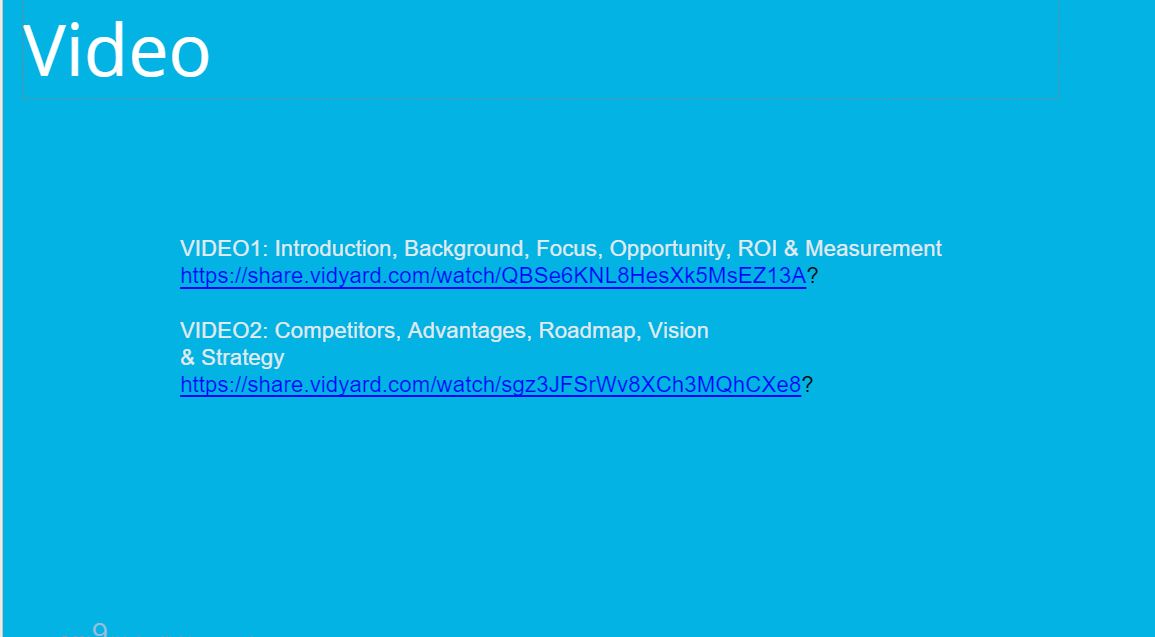 Video
VIDEO1: Introduction, Background, Focus, Opportunity, ROI & Measurement
https://share.vidyard.com/watch/QBSe6KNL8HesXk5MsEZ13A?
VIDEO2: Competitors, Advantages, Roadmap, Vision
& Strategy
https://share.vidyard.com/watch/sgz3JFSrWv8XCh3MQhCXe8?
9